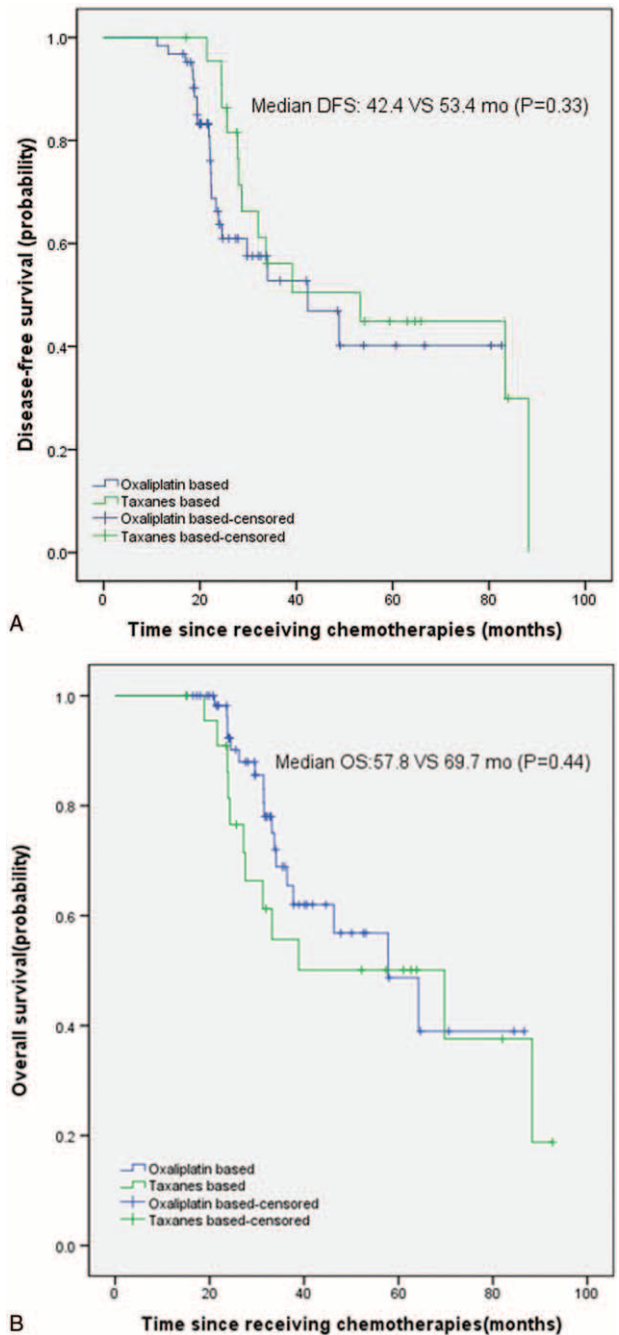 1.0
Median DFS: 42.4 VS 53.4 mo (P=0.33)
0.8
0.6
0.4
0.2
0.0
Disease-free survival (probability)
Oxaliplatin based
Taxanes based
Oxaliplatin based-censored
Taxanes based-censored
0 20 40 60 80 100
A
Time since receiving chemotherapies (months)
1.0
Median OS:57.8 VS 69.7 mo (P=0.44)
0.8
0.6
0.4
0.2
0.0
Overall survival(probability)
Oxaliplatin based
Taxanes based
Oxaliplatin based-censored
Taxanes based-censored
0 20 40 60 80 100
B
Time since receiving chemotherapies(months)